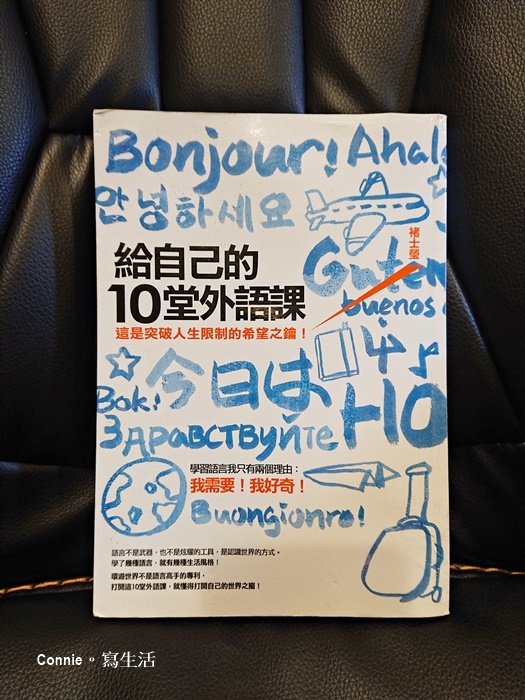 Bonjour! Aha!
안녕하세요
褚士瑩
給自己的
10堂外語課
Guten
buenos
這是突破人生限制的希望之鑰！
今日は
Bok!
Здравствуйте
HO
學習語言我只有兩個理由：
我需要！我好奇！
Buongionro!
語言不是武器，也不是炫耀的工具，是認識世界的方式。
學了幾種語言，就有幾種生活風格！
環遊世界不是語言高手的專利，
打開這10堂外語課，就懂得打開自己的世界之窗！
Connie。寫生活